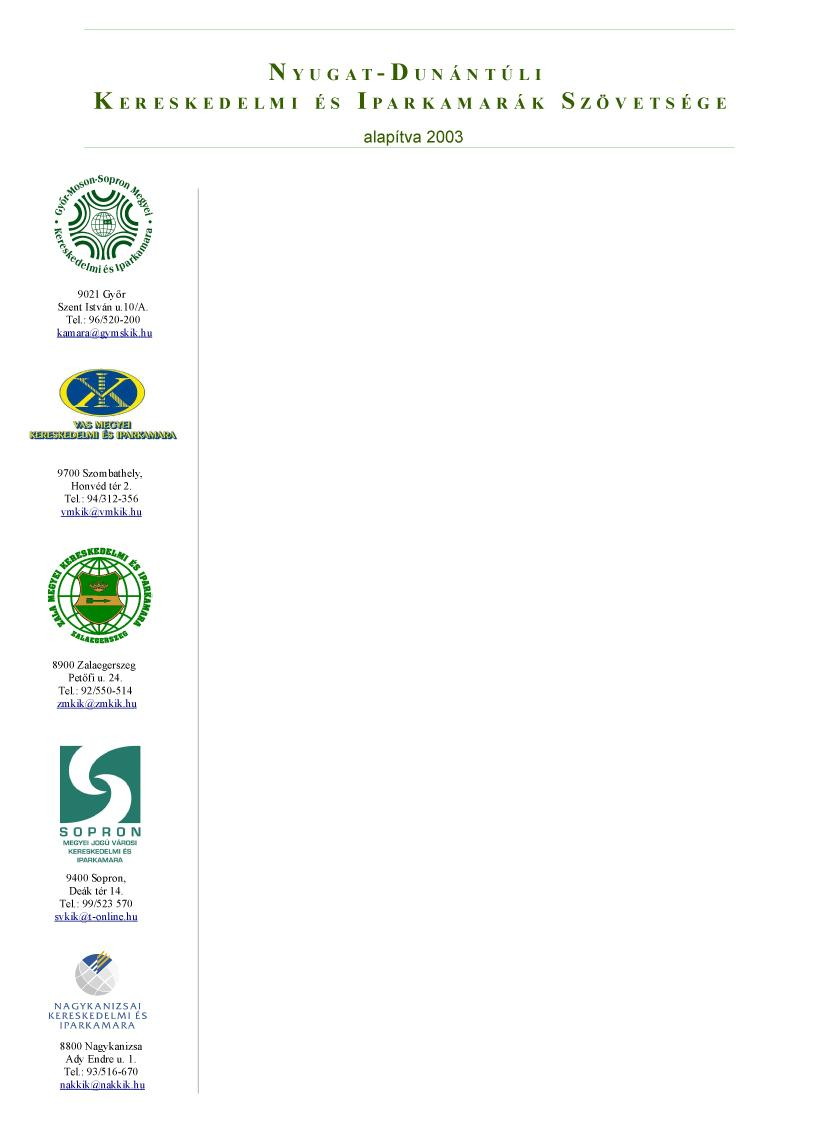 NYUGAT-DUNÁNTÚLI
KERESKEDELMI ÉS IPARKAMARÁK SZÖVETSÉGE
alapítva 2003
• Győr-Moson-Sopron Megyei •
Kereskedelmi és Iparkamara
9021 Győr
Szent István u.10/A.
Tel.: 96/520-200
kamara@gymskik.hu
VAS MEGYEI
KERESKEDELMI ÉS IPARKAMARA
9700 Szombathely,
Honvéd tér 2.
Tel.: 94/312-356
vmkik@vmkik.hu
ZALA MEGYEI KERESKEDELMI ÉS IPARKAMARA
ZALAEGERSZEG
8900 Zalaegerszeg
Petőfi u. 24.
Tel.: 92/550-514
zmkik@zmkik.hu
SOPRON
MEGYEI JOGÚ VÁROSI
KERESKEDELMI ÉS
IPARKAMARA
9400 Sopron,
Deák tér 14.
Tel.: 99/523 570
svkik@t-online.hu
NAGYKANIZSAI
KERESKEDELMI ÉS
IPARKAMARA
8800 Nagykanizsa
Ady Endre u. 1.
Tel.: 93/516-670
nakkik@nakkik.hu